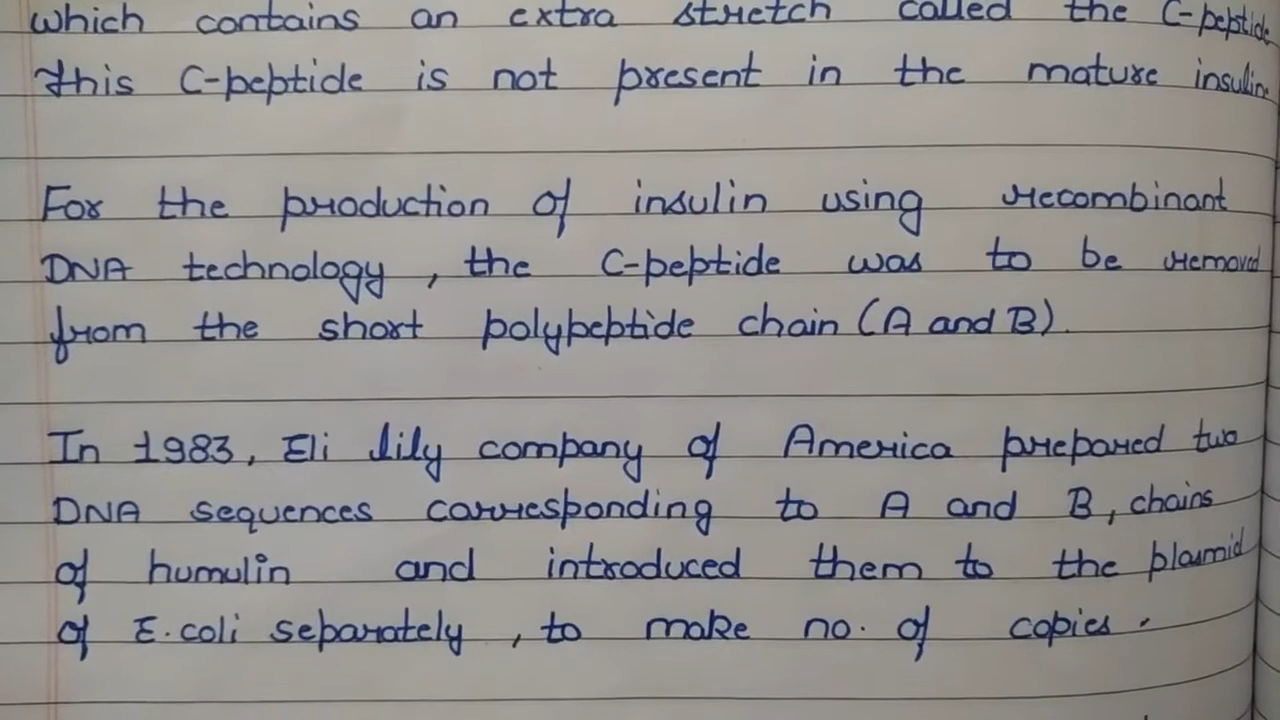 which contains an extra stretch called the C-peptide
this C-peptide is not present in the mature insulin.
For the production of insulin using recombinant
DNA technology, the C-peptide was to be removed
from the short polypeptide chain (A and B).
In 1983, Eli lily company of America prepared two
DNA sequences corresponding to A and B, chains
of humulin and introduced them to the plasmid
of E.coli separately, to make no. of copies.